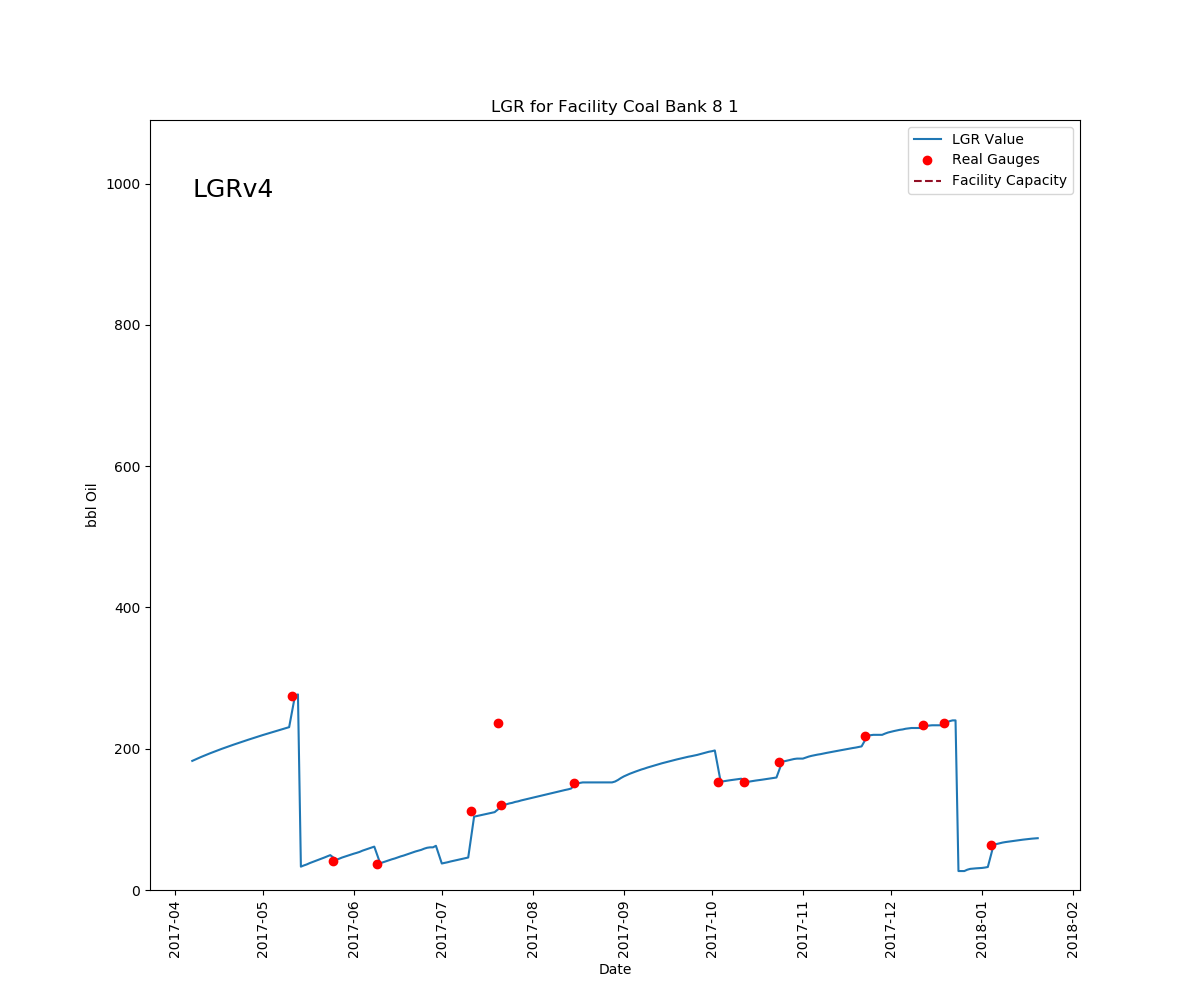 LGR for Facility Coal Bank 8 1
LGR Value
Real Gauges
Facility Capacity
LGRv4
1000
800
600
400
200
0
bbl Oil
2017-04
2017-05
2017-06
2017-07
2017-08
2017-09
2017-10
2017-11
2017-12
2018-01
2018-02
Date